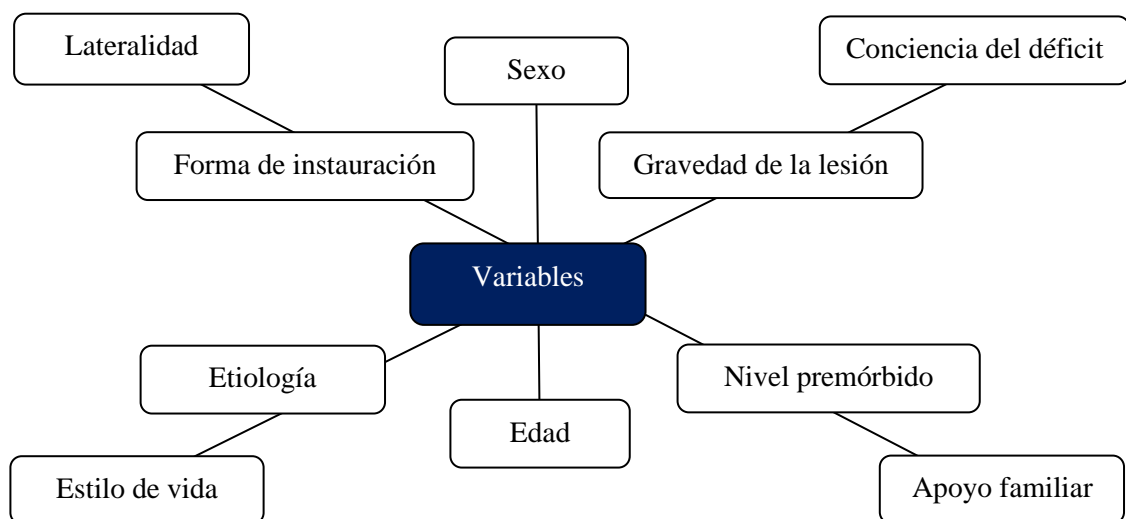 Lateralidad
Sexo
Conciencia del déficit
Forma de instauración
Gravedad de la lesión
Variables
Etiología
Nivel premórbido
Edad
Estilo de vida
Apoyo familiar